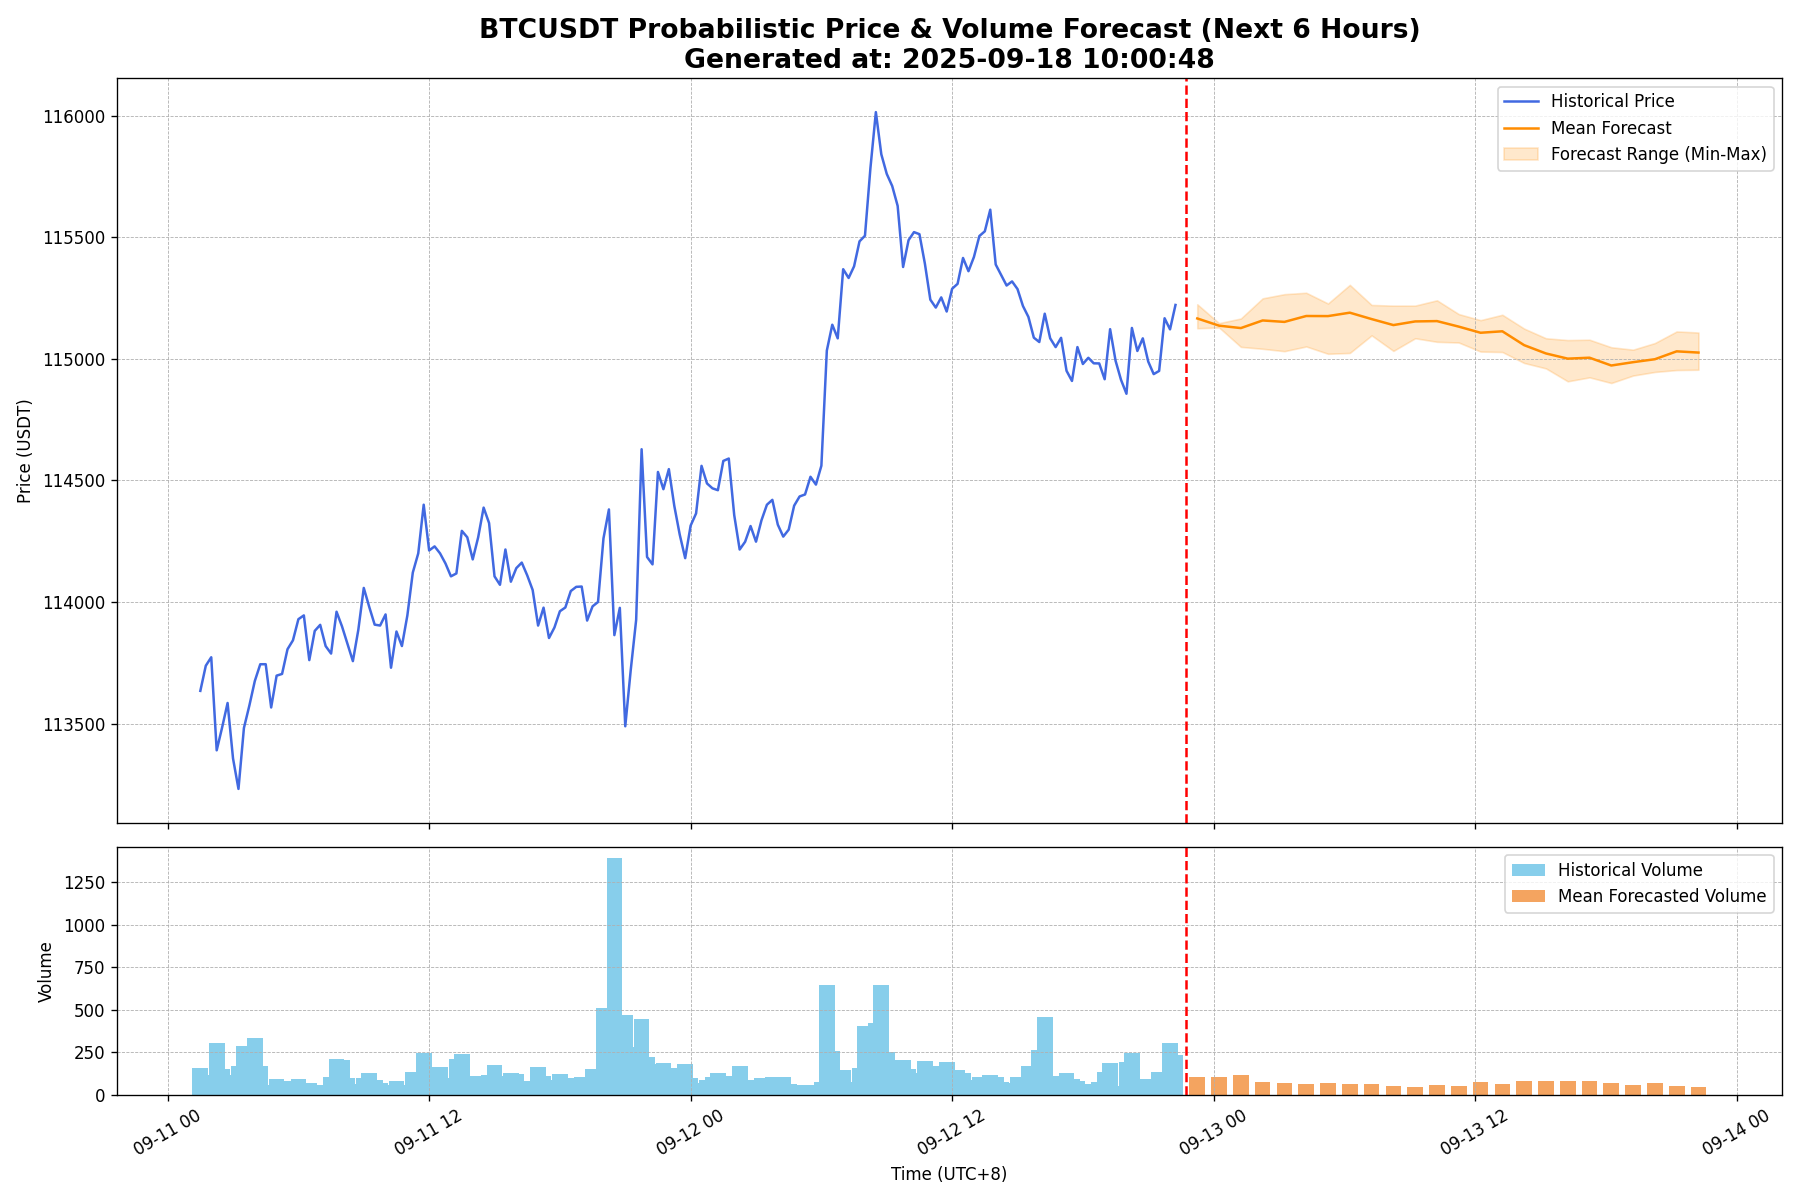 BTCUSDT Probabilistic Price & Volume Forecast (Next 6 Hours)
Generated at: 2025-09-18 10:00:48
Historical Price
Mean Forecast
Forecast Range (Min-Max)
116000
115500
115000
114500
114000
113500
Price (USDT)
Historical Volume
Mean Forecasted Volume
1250
1000
750
500
250
0
Volume
09-11 00
09-11 12
09-12 00
09-12 12
09-13 00
09-13 12
09-14 00
Time (UTC+8)